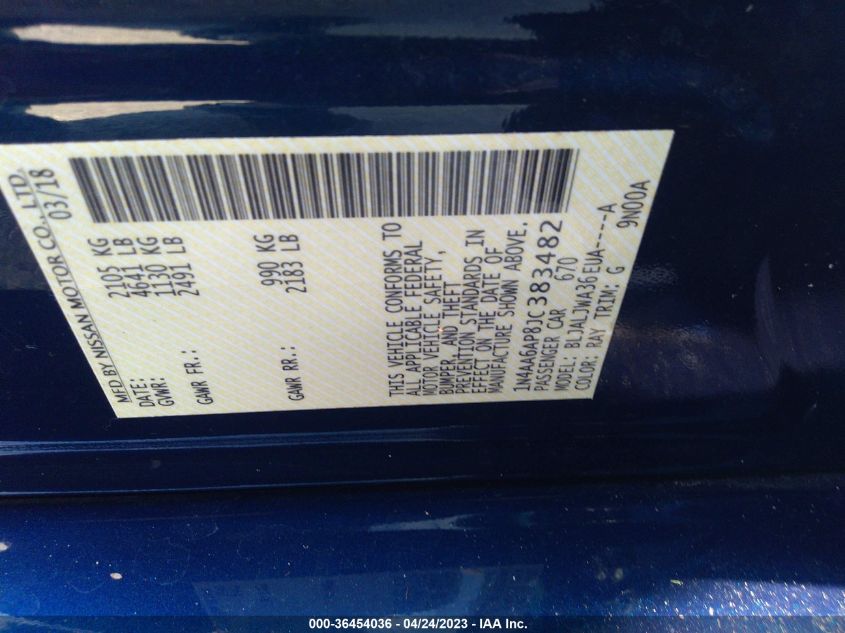 MFD BY NISSAN MOTOR CO., LTD.
DATE: 03/18
GVWR: 2105 KG
4641 LB
GAWR FR.: 1130 KG
2491 LB
GAWR RR.: 990 KG
2183 LB
THIS VEHICLE CONFORMS TO
ALL APPLICABLE FEDERAL
MOTOR VEHICLE SAFETY,
BUMPER, AND THEFT
PREVENTION STANDARDS IN
EFFECT ON THE DATE OF
MANUFACTURE SHOWN ABOVE.
1N4AA6AP8JC383482
PASSENGER CAR 670
MODEL: BLJALJWA36EUA----A
COLOR: RAY TRIM: G 9N00A
000-36454036 - 04/24/2023 - IAA Inc.